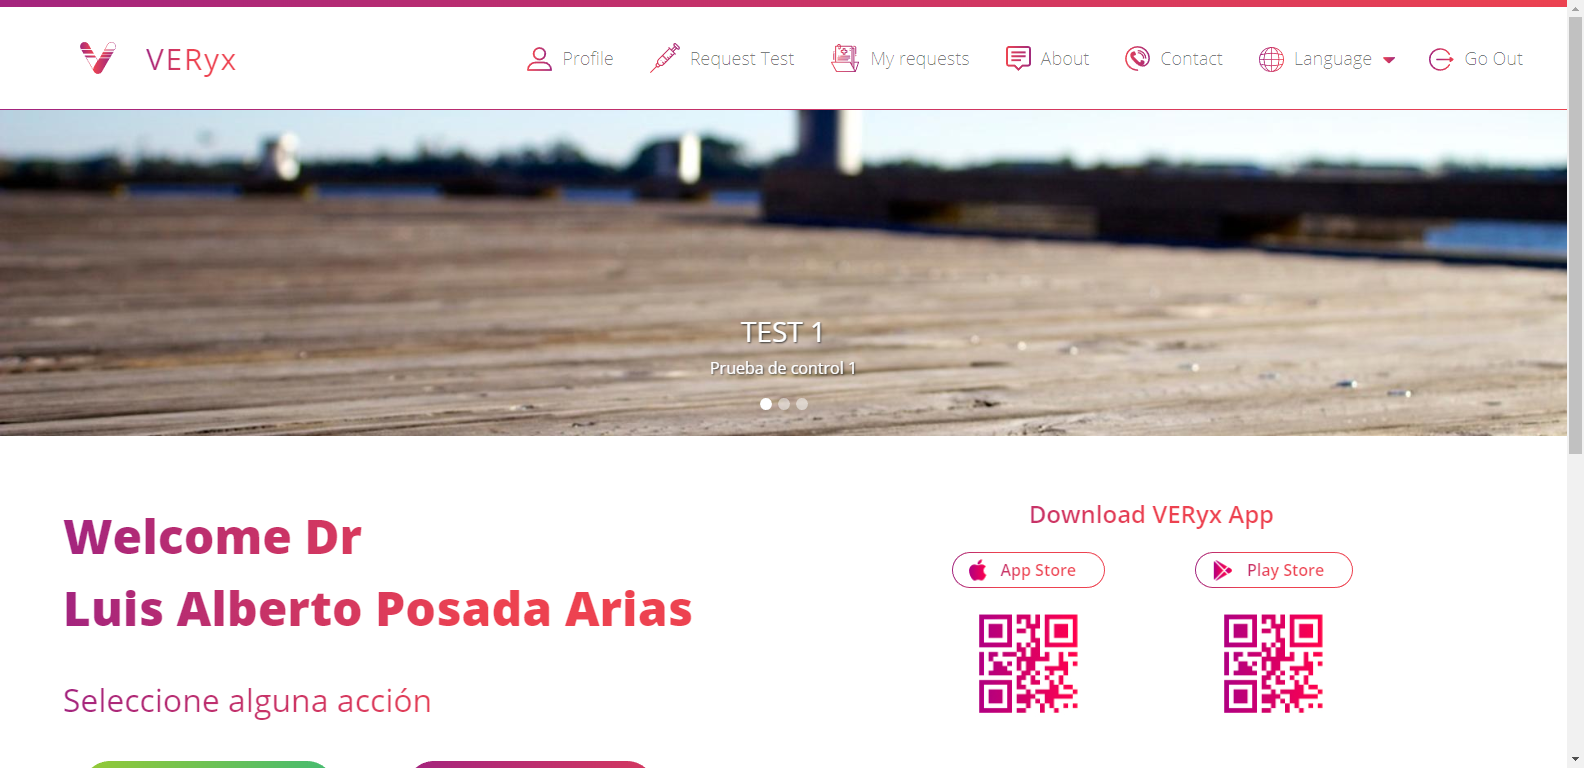 VERyx
Profile
Request Test
My requests
About
Contact
Language
Go Out
TEST 1
Prueba de control 1
Welcome Dr
Luis Alberto Posada Arias
Seleccione alguna acción
Download VERyx App
App Store
Play Store